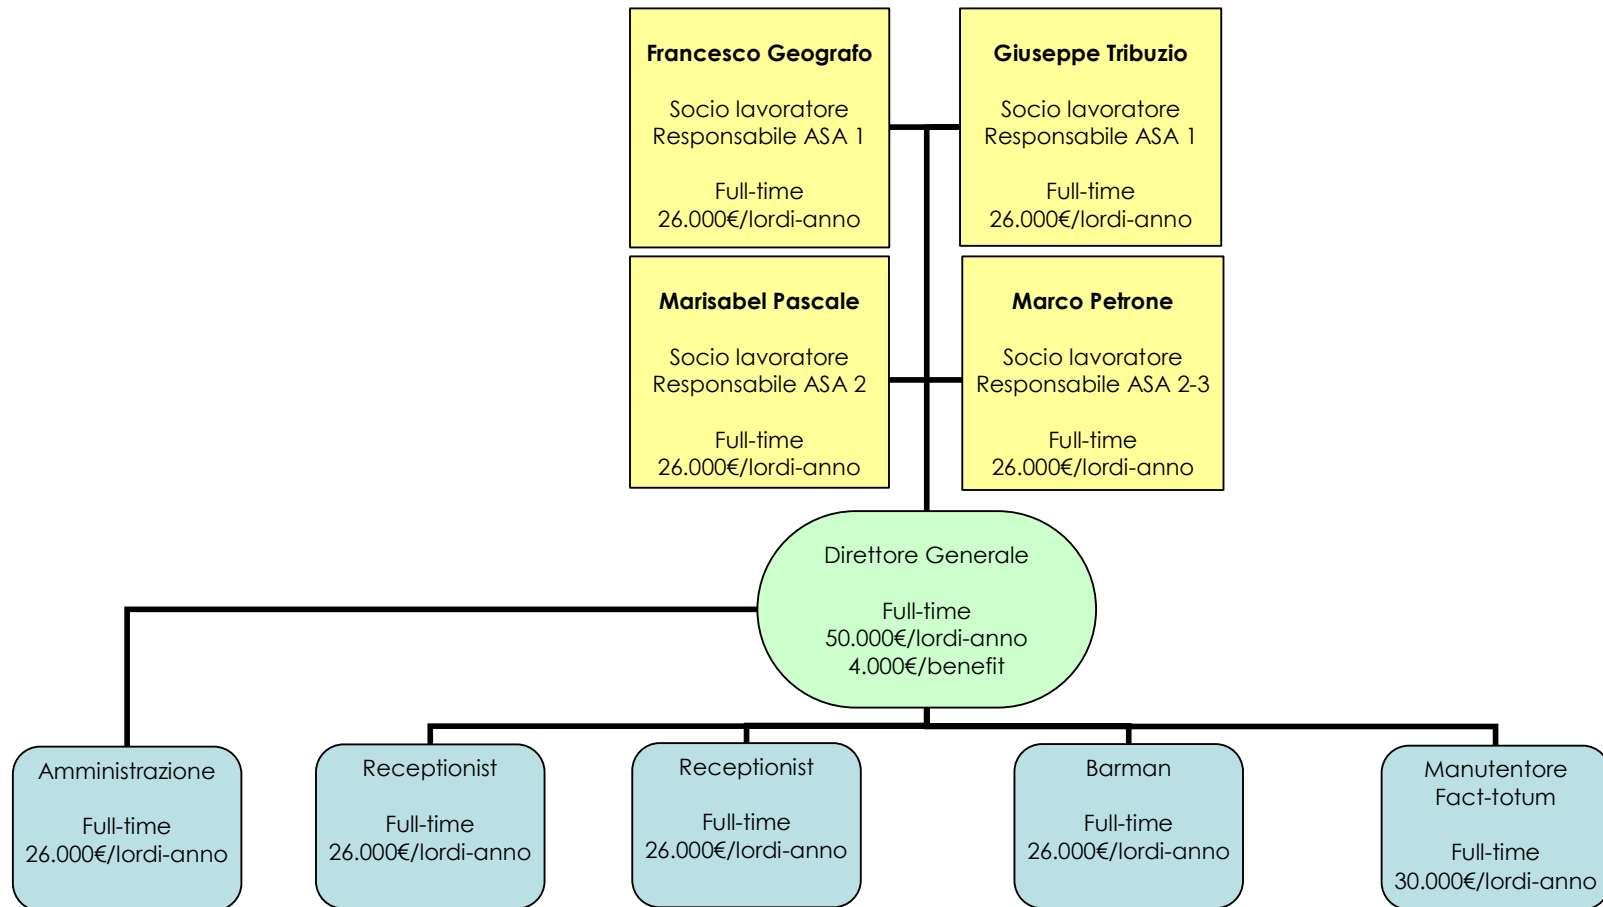 Francesco Geografo
Socio lavoratore
Responsabile ASA 1
Full-time
26.000€/lordi-anno
Giuseppe Tribuzio
Socio lavoratore
Responsabile ASA 1
Full-time
26.000€/lordi-anno
Marisabel Pascale
Socio lavoratore
Responsabile ASA 2
Full-time
26.000€/lordi-anno
Marco Petrone
Socio lavoratore
Responsabile ASA 2-3
Full-time
26.000€/lordi-anno
Direttore Generale
Full-time
50.000€/lordi-anno
4.000€/benefit
Amministrazione
Full-time
26.000€/lordi-anno
Receptionist
Full-time
26.000€/lordi-anno
Receptionist
Full-time
26.000€/lordi-anno
Barman
Full-time
26.000€/lordi-anno
Manutentore
Fact-totum
Full-time
30.000€/lordi-anno